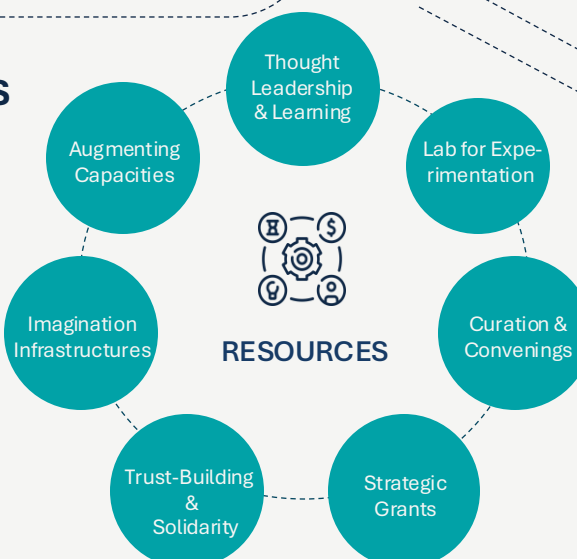 S
Thought
Leadership
& Learning
Augmenting
Capacities
Lab for Expe-
rimentation
$
RESOURCES
Imagination
Infrastructures
Curation &
Convenings
Trust-Building
&
Solidarity
Strategic
Grants